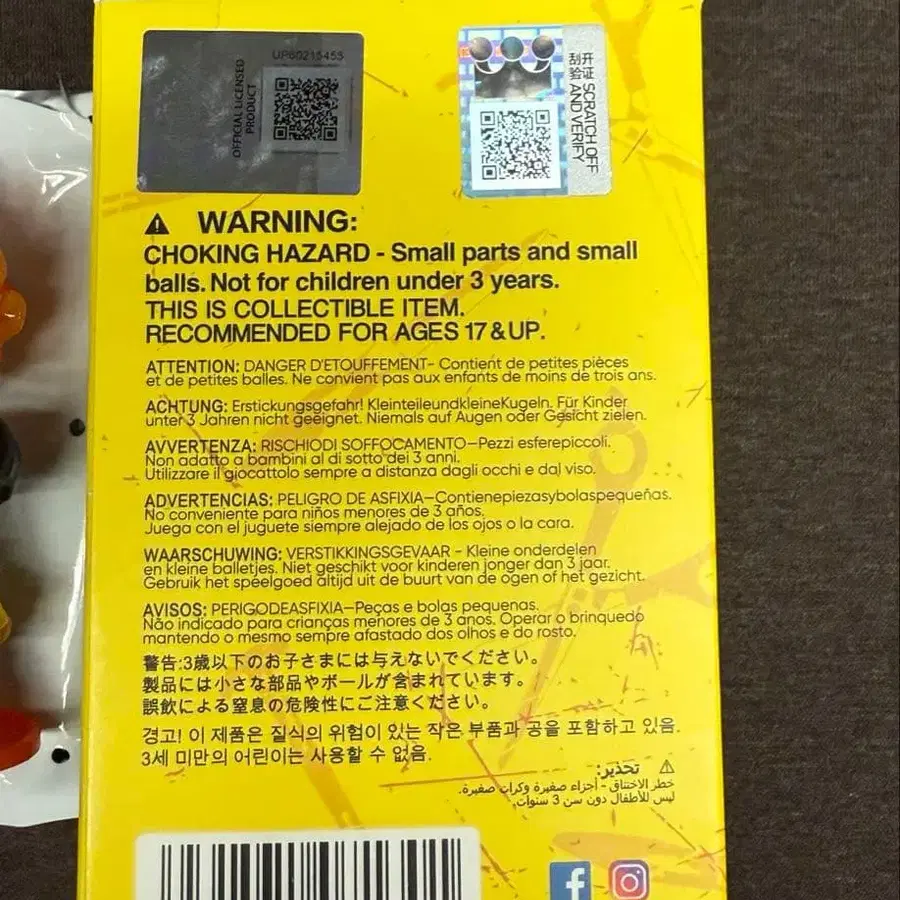 UP60215455
OFFICIAL LICENSED
PRODUCT
刮开
验证 SCRATCH OFF
AND VERIFY
WARNING:
CHOKING HAZARD - Small parts and small
balls. Not for children under 3 years.
THIS IS COLLECTIBLE ITEM.
RECOMMENDED FOR AGES 17&UP.
ATTENTION: DANGER D'ETOUFFEMENT- Contient de petites pièces
et de petites balles. Ne convient pas aux enfants de moins de trois ans.
ACHTUNG: Erstickungsgefahr! KleinteileundkleineKugeln. Für Kinder
unter 3 Jahren nicht geeignet. Niemals auf Augen oder Gesicht zielen.
AVVERTENZA: RISCHIODI SOFFOCAMENTO—Pezzi esferepiccoli.
Non adatto a bambini al di sotto dei 3 anni.
Utilizzare il giocattolo sempre a distanza dagli occhi e dal viso.
ADVERTENCIAS: PELIGRO DE ASFIXIA—Contienepiezasybolaspequeñas.
No conveniente para niños menores de 3 años.
Juega con el juguete siempre alejado de los ojos o la cara.
WAARSCHUWING: VERSTIKKINGSGEVAAR - Kleine onderdelen
en kleine balletjes. Niet geschikt voor kinderen jonger dan 3 jaar.
Gebruik het speelgoed altijd uit de buurt van de ogen of het gezicht.
AVISOS: PERIGODEASFIXIA—Peças e bolas pequenas.
Não indicado para crianças menores de 3 anos. Operar o brinquedo
mantendo o mesmo sempre afastado dos olhos e do rosto.
警告:3歳以下のお子さまには与えないでください。
製品には小さな部品やボールが含まれています。
誤飲による窒息の危険性にご注意ください。
경고! 이 제품은 질식의 위험이 있는 작은 부품과 공을 포함하고 있음.
3세 미만의 어린이는 사용할 수 없음.
تحذير:
خطر الاختناق - أجزاء صغيرة وكرات صغيرة.
ليس للأطفال دون سن 3 سنوات.